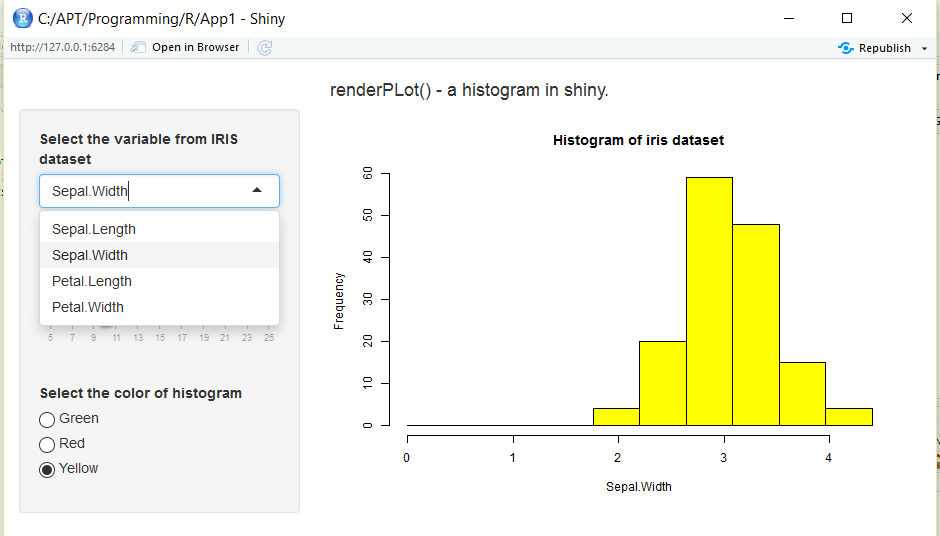 C:/APT/Programming/R/App1 - Shiny
http://127.0.0.1:6284 Open in Browser Republish
renderPLot() - a histogram in shiny.
Select the variable from IRIS
dataset
Sepal.Width
Sepal.Length
Sepal.Width
Petal.Length
Petal.Width
5 7 9 11 13 15 17 19 21 23 25
Select the color of histogram
Green
Red
Yellow
Histogram of iris dataset
Frequency
60
50
40
30
20
10
0
0 1 2 3 4
Sepal.Width